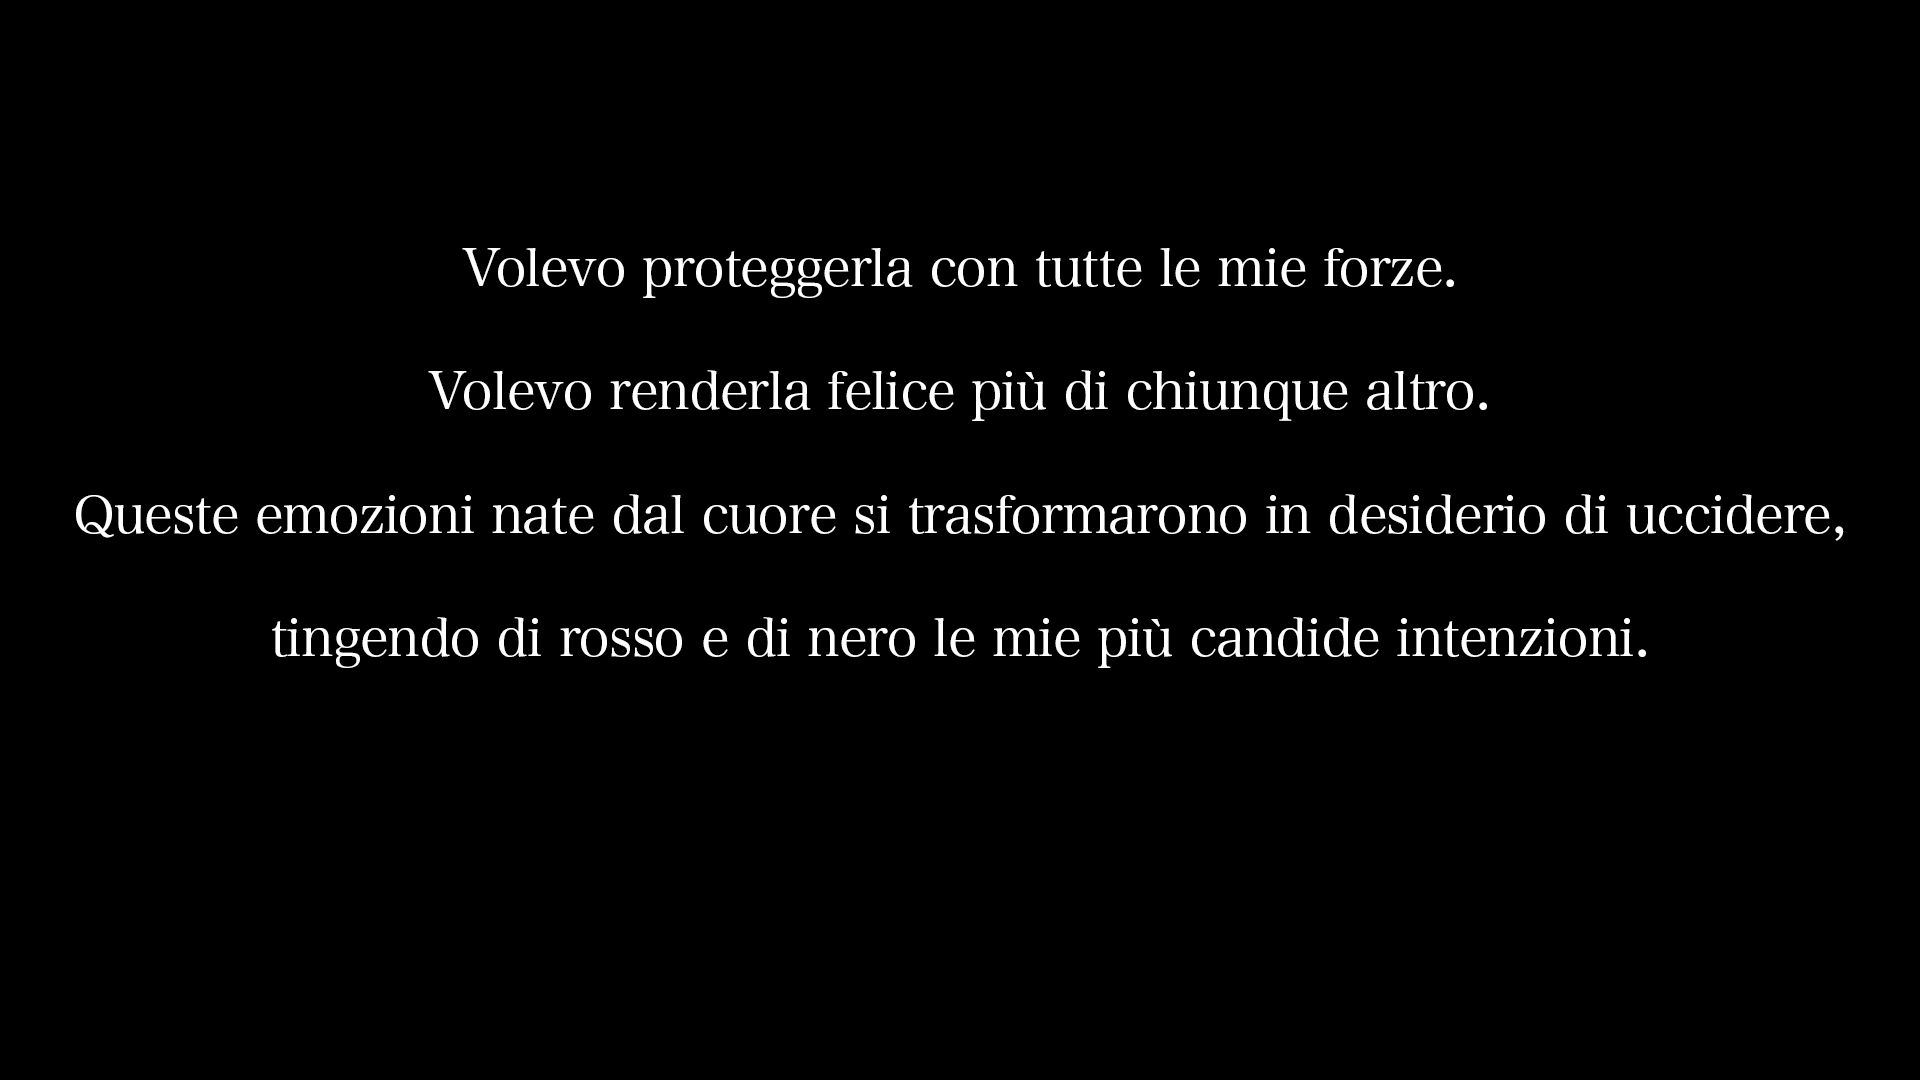 Volevo proteggerla con tutte le mie forze.
Volevo renderla felice più di chiunque altro.
Queste emozioni nate dal cuore si trasformarono in desiderio di uccidere,
tingendo di rosso e di nero le mie più candide intenzioni.